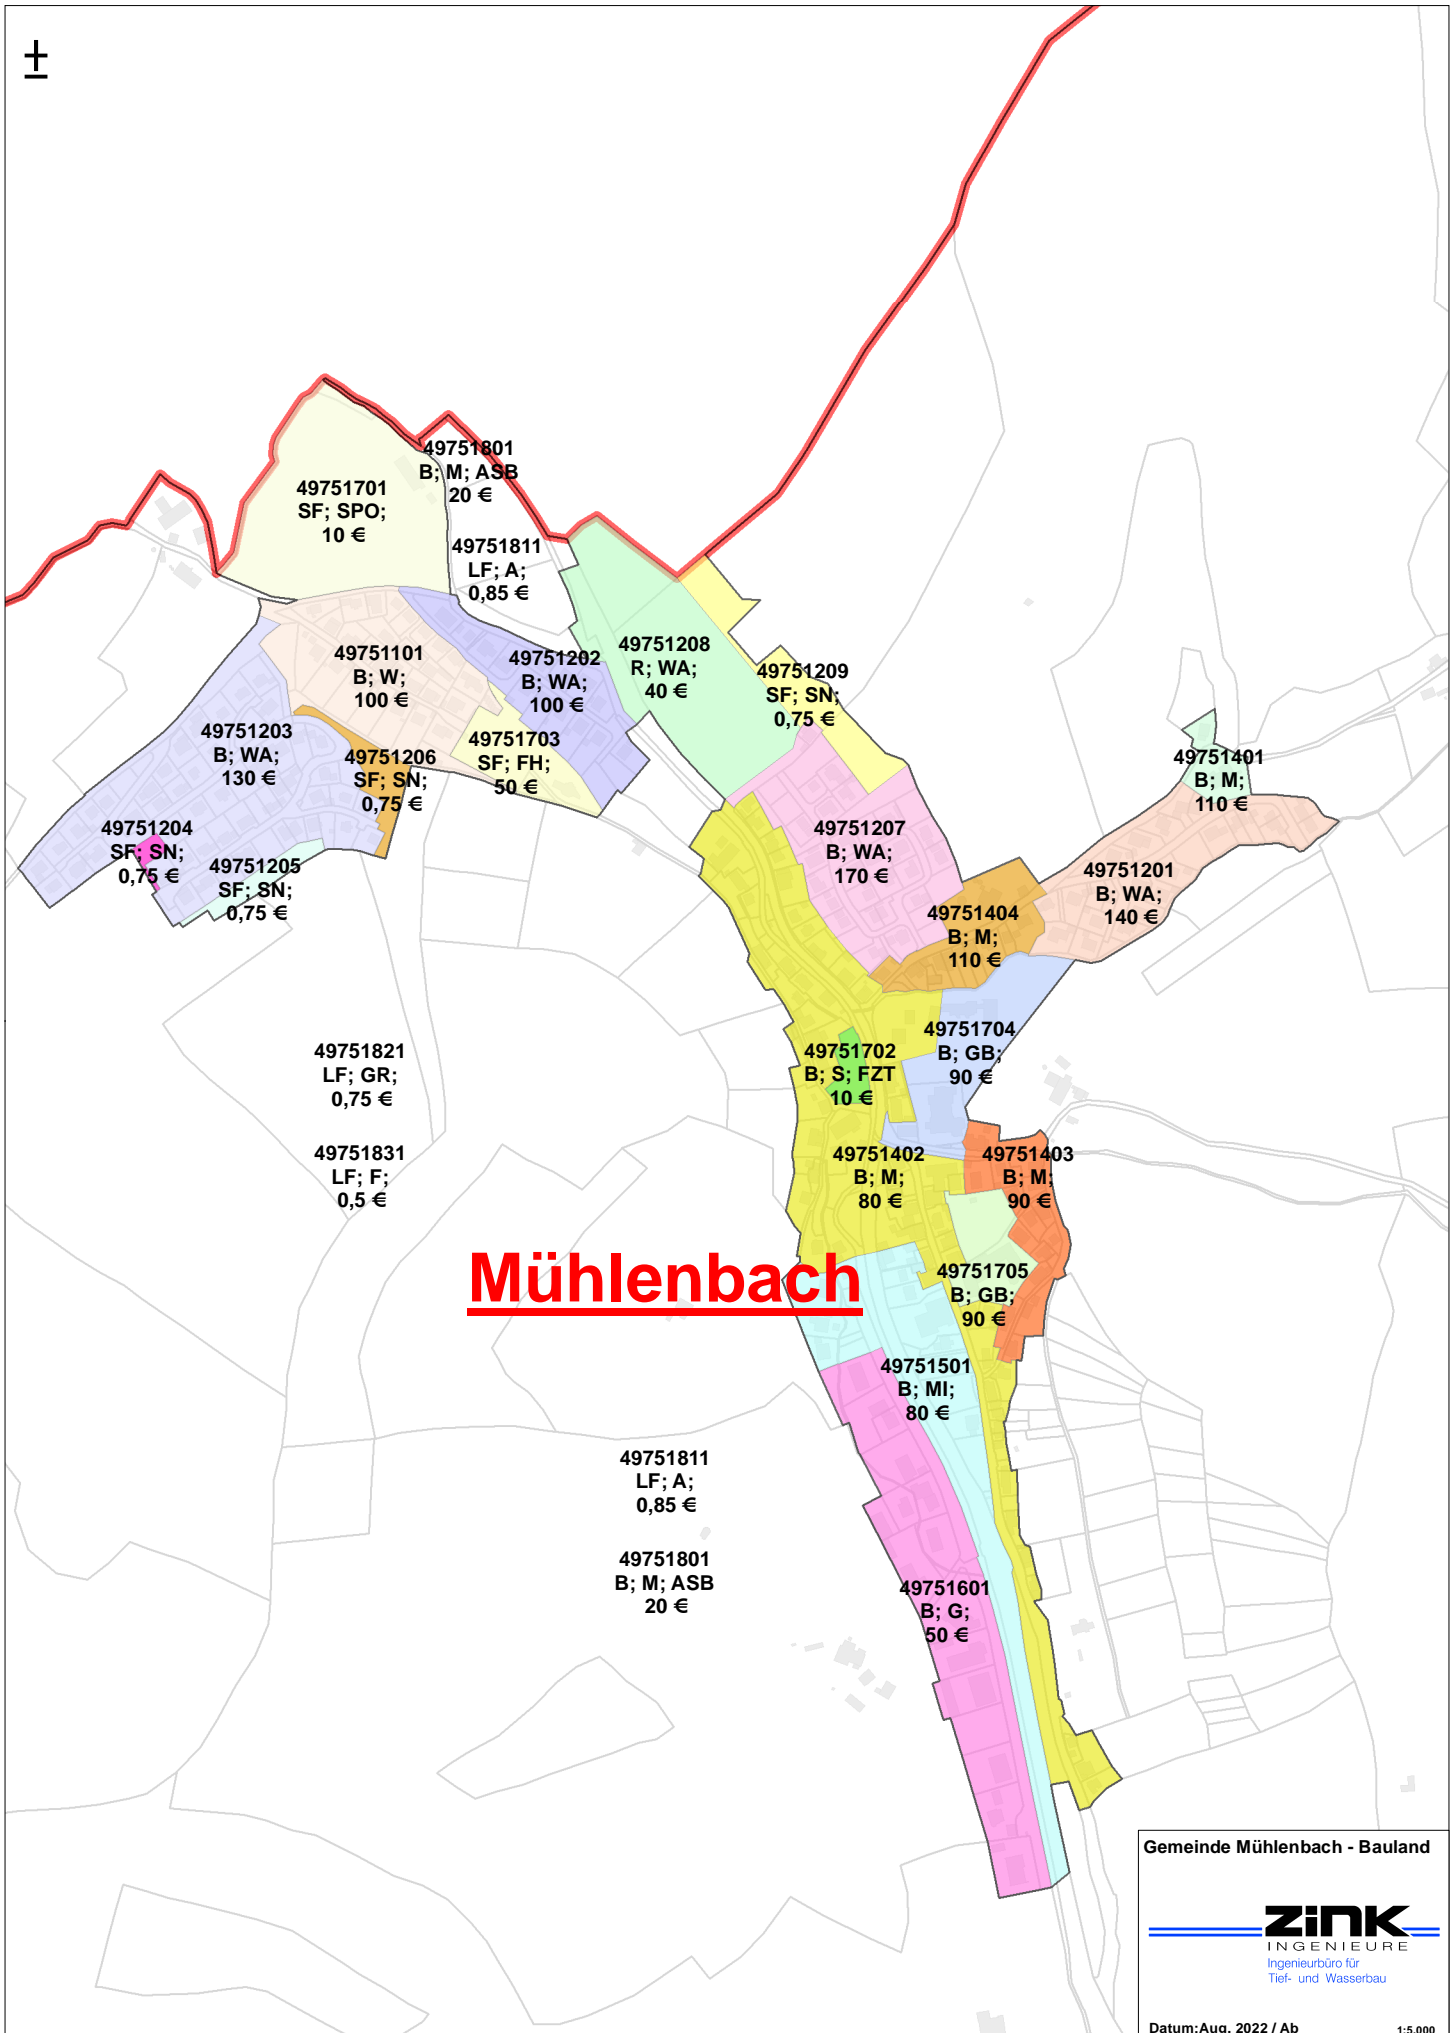 49751801
B; M; ASB
20 €
49751701
SF; SPO;
10 €
49751811
LF; A;
0,85 €
49751101
B; W;
100 €
49751202
B; WA;
100 €
49751208
R; WA;
40 €
49751209
SF; SN;
0,75 €
49751203
B; WA;
130 €
49751206
SF; SN;
0,75 €
49751703
SF; FH;
50 €
49751401
B; M;
110 €
49751204
SF; SN;
0,75 €
49751205
SF; SN;
0,75 €
49751207
B; WA;
170 €
49751201
B; WA;
140 €
49751404
B; M;
110 €
49751821
LF; GR;
0,75 €
49751702
B; S; FZT
10 €
49751704
B; GB;
90 €
49751831
LF; F;
0,5 €
49751402
B; M;
80 €
49751403
B; M;
90 €
Mühlenbach
49751705
B; GB;
90 €
49751501
B; MI;
80 €
49751811
LF; A;
0,85 €
49751801
B; M; ASB
20 €
49751601
B; G;
50 €
Gemeinde Mühlenbach - Bauland
ZINK
INGENIEURE
Ingenieurbüro für
Tief- und Wasserbau
Datum:Aug. 2022 / Ab
1:5.000